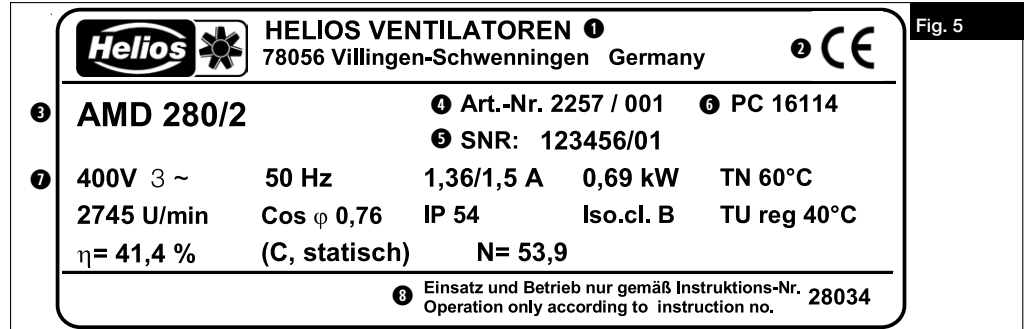 Fig. 5
Helios
HELIOS VENTILATOREN ❶
78056 Villingen-Schwenningen Germany
❷ CE
❸ AMD 280/2
❹ Art.-Nr. 2257 / 001 ❻ PC 16114
❺ SNR: 123456/01
❼ 400V 3 ~ 50 Hz 1,36/1,5 A 0,69 kW TN 60°C
2745 U/min Cos φ 0,76 IP 54 Iso.cl. B TU reg 40°C
η= 41,4 % (C, statisch) N= 53,9
❽ Einsatz und Betrieb nur gemäß Instruktions-Nr. 28034
Operation only according to instruction no.